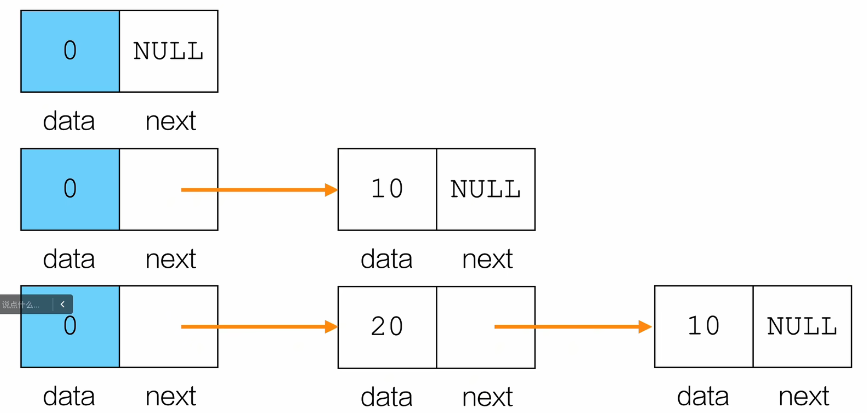 0 NULL
data next
0 10 NULL
data next data next
说点什么...
0 20 10 NULL
data next data next data next